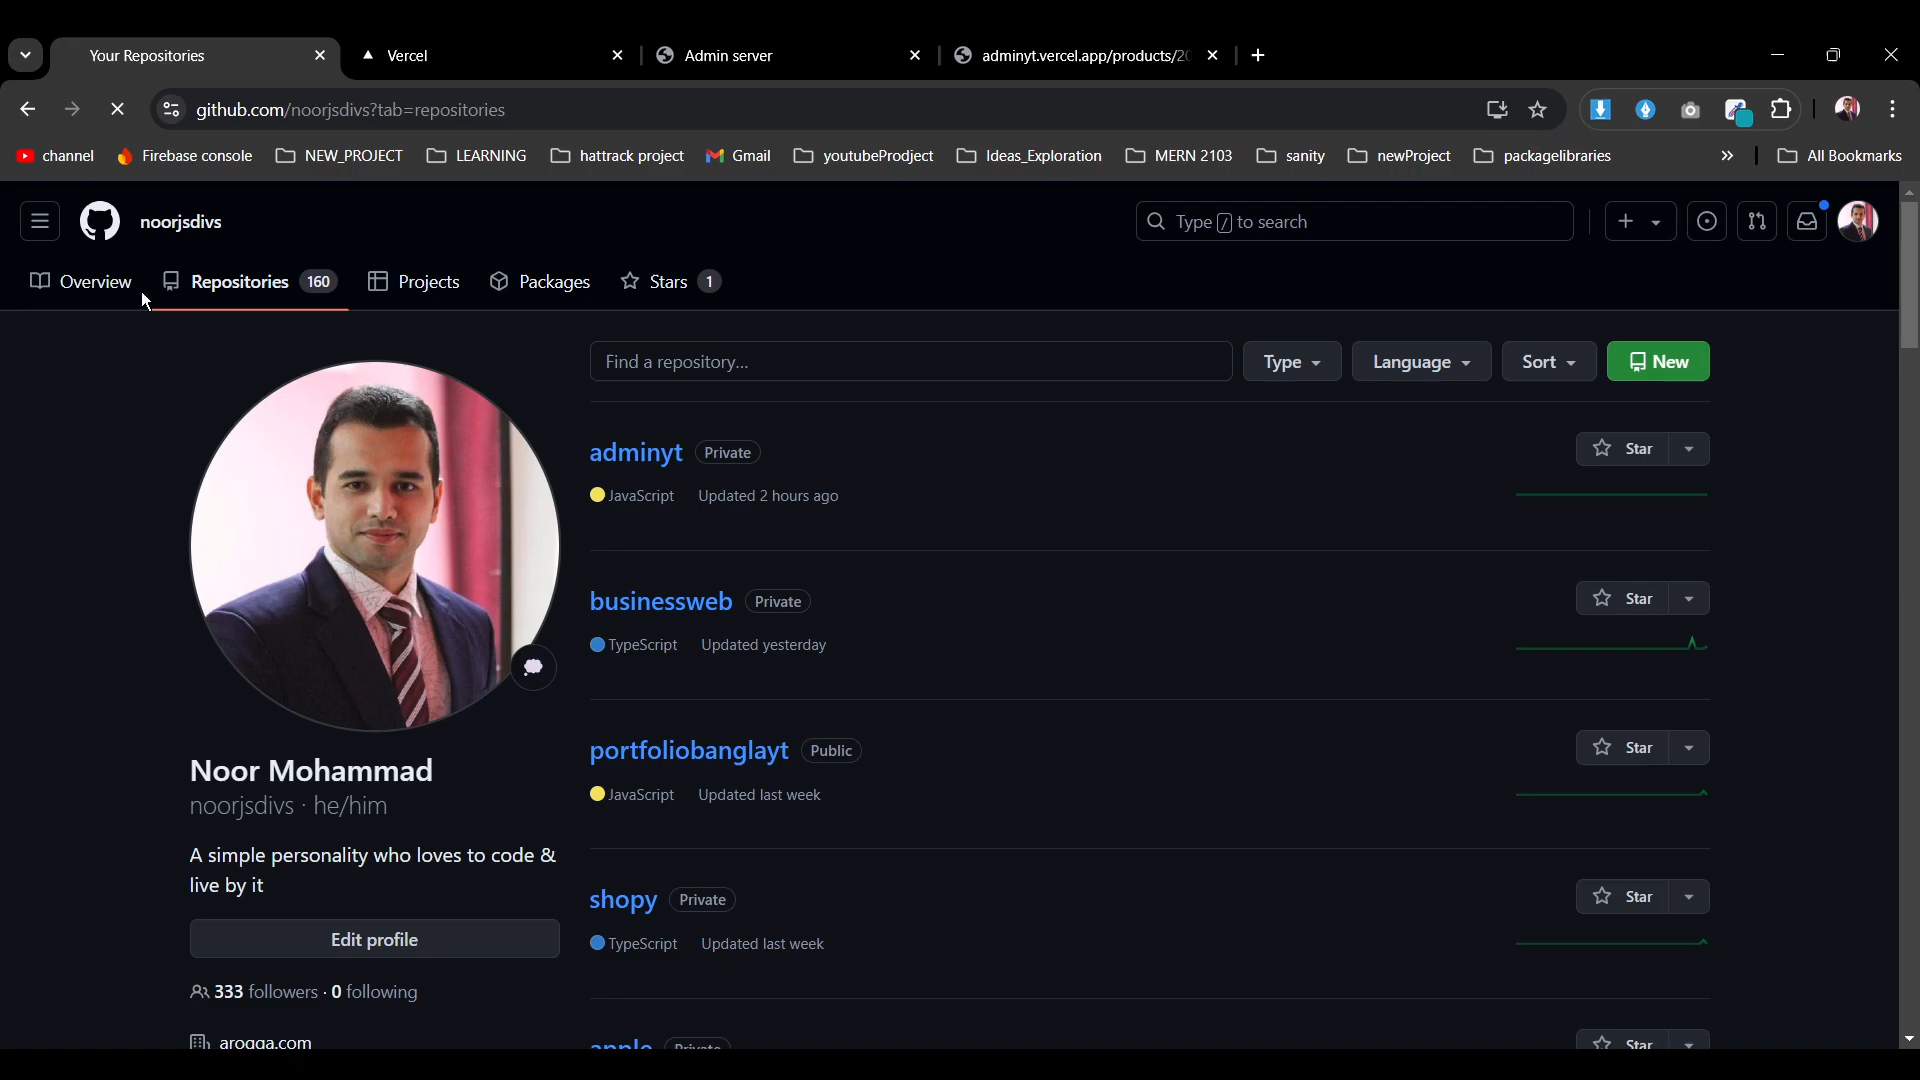 Your Repositories
Vercel
Admin server
adminyt.vercel.app/products/20
github.com/noorjsdivs?tab=repositories
channel
Firebase console
NEW_PROJECT
LEARNING
hattrack project
Gmail
youtubeProdject
Ideas_Exploration
MERN 2103
sanity
newProject
packagelibraries
All Bookmarks
noorjsdivs
Type / to search
Overview
Repositories 160
Projects
Packages
Stars 1
Find a repository...
Type
Language
Sort
New
adminyt Private
Star
JavaScript Updated 2 hours ago
businessweb Private
Star
TypeScript Updated yesterday
portfoliobanglayt Public
Star
JavaScript Updated last week
shopy Private
Star
TypeScript Updated last week
apple Private
Star
Noor Mohammad
noorjsdivs · he/him
A simple personality who loves to code &
live by it
Edit profile
333 followers · 0 following
arogga.com